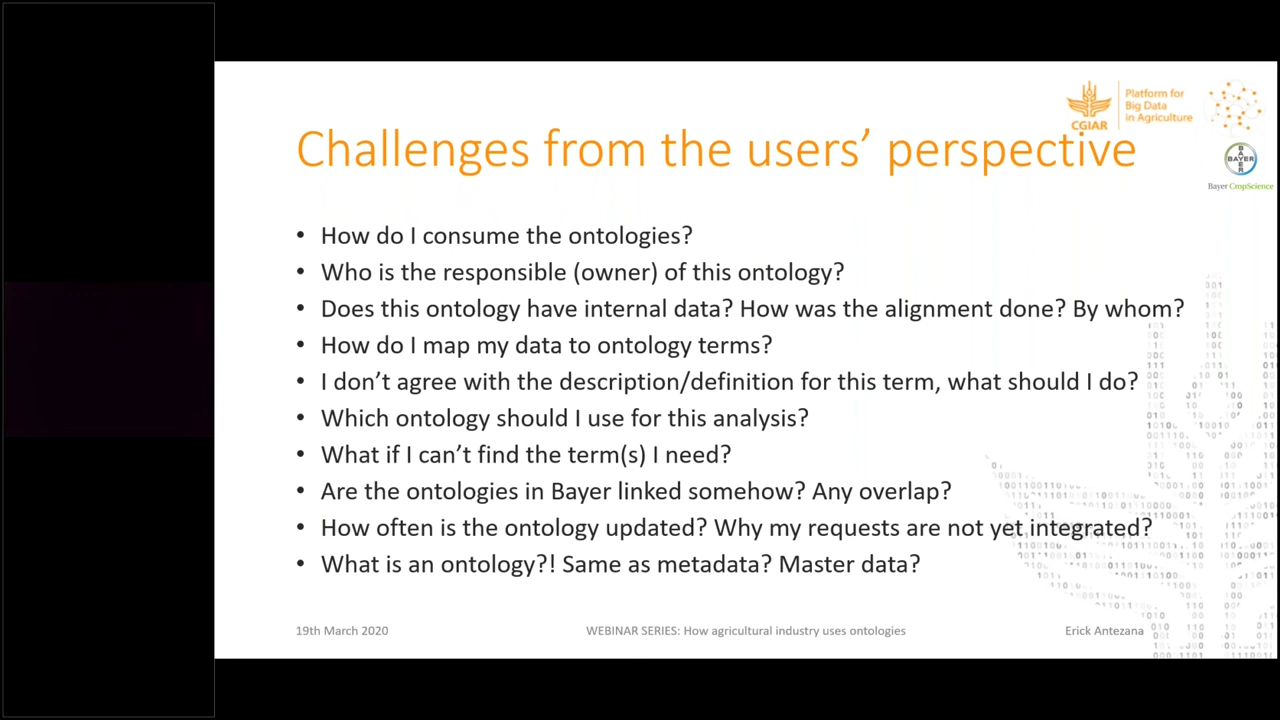 CGIAR
Platform for
Big Data
in Agriculture
Challenges from the users’ perspective
BAYER
BAYER
Bayer CropScience
• How do I consume the ontologies?
• Who is the responsible (owner) of this ontology?
• Does this ontology have internal data? How was the alignment done? By whom?
• How do I map my data to ontology terms?
• I don’t agree with the description/definition for this term, what should I do?
• Which ontology should I use for this analysis?
• What if I can’t find the term(s) I need?
• Are the ontologies in Bayer linked somehow? Any overlap?
• How often is the ontology updated? Why my requests are not yet integrated?
• What is an ontology?! Same as metadata? Master data?
19th March 2020
WEBINAR SERIES: How agricultural industry uses ontologies
Erick Antezana